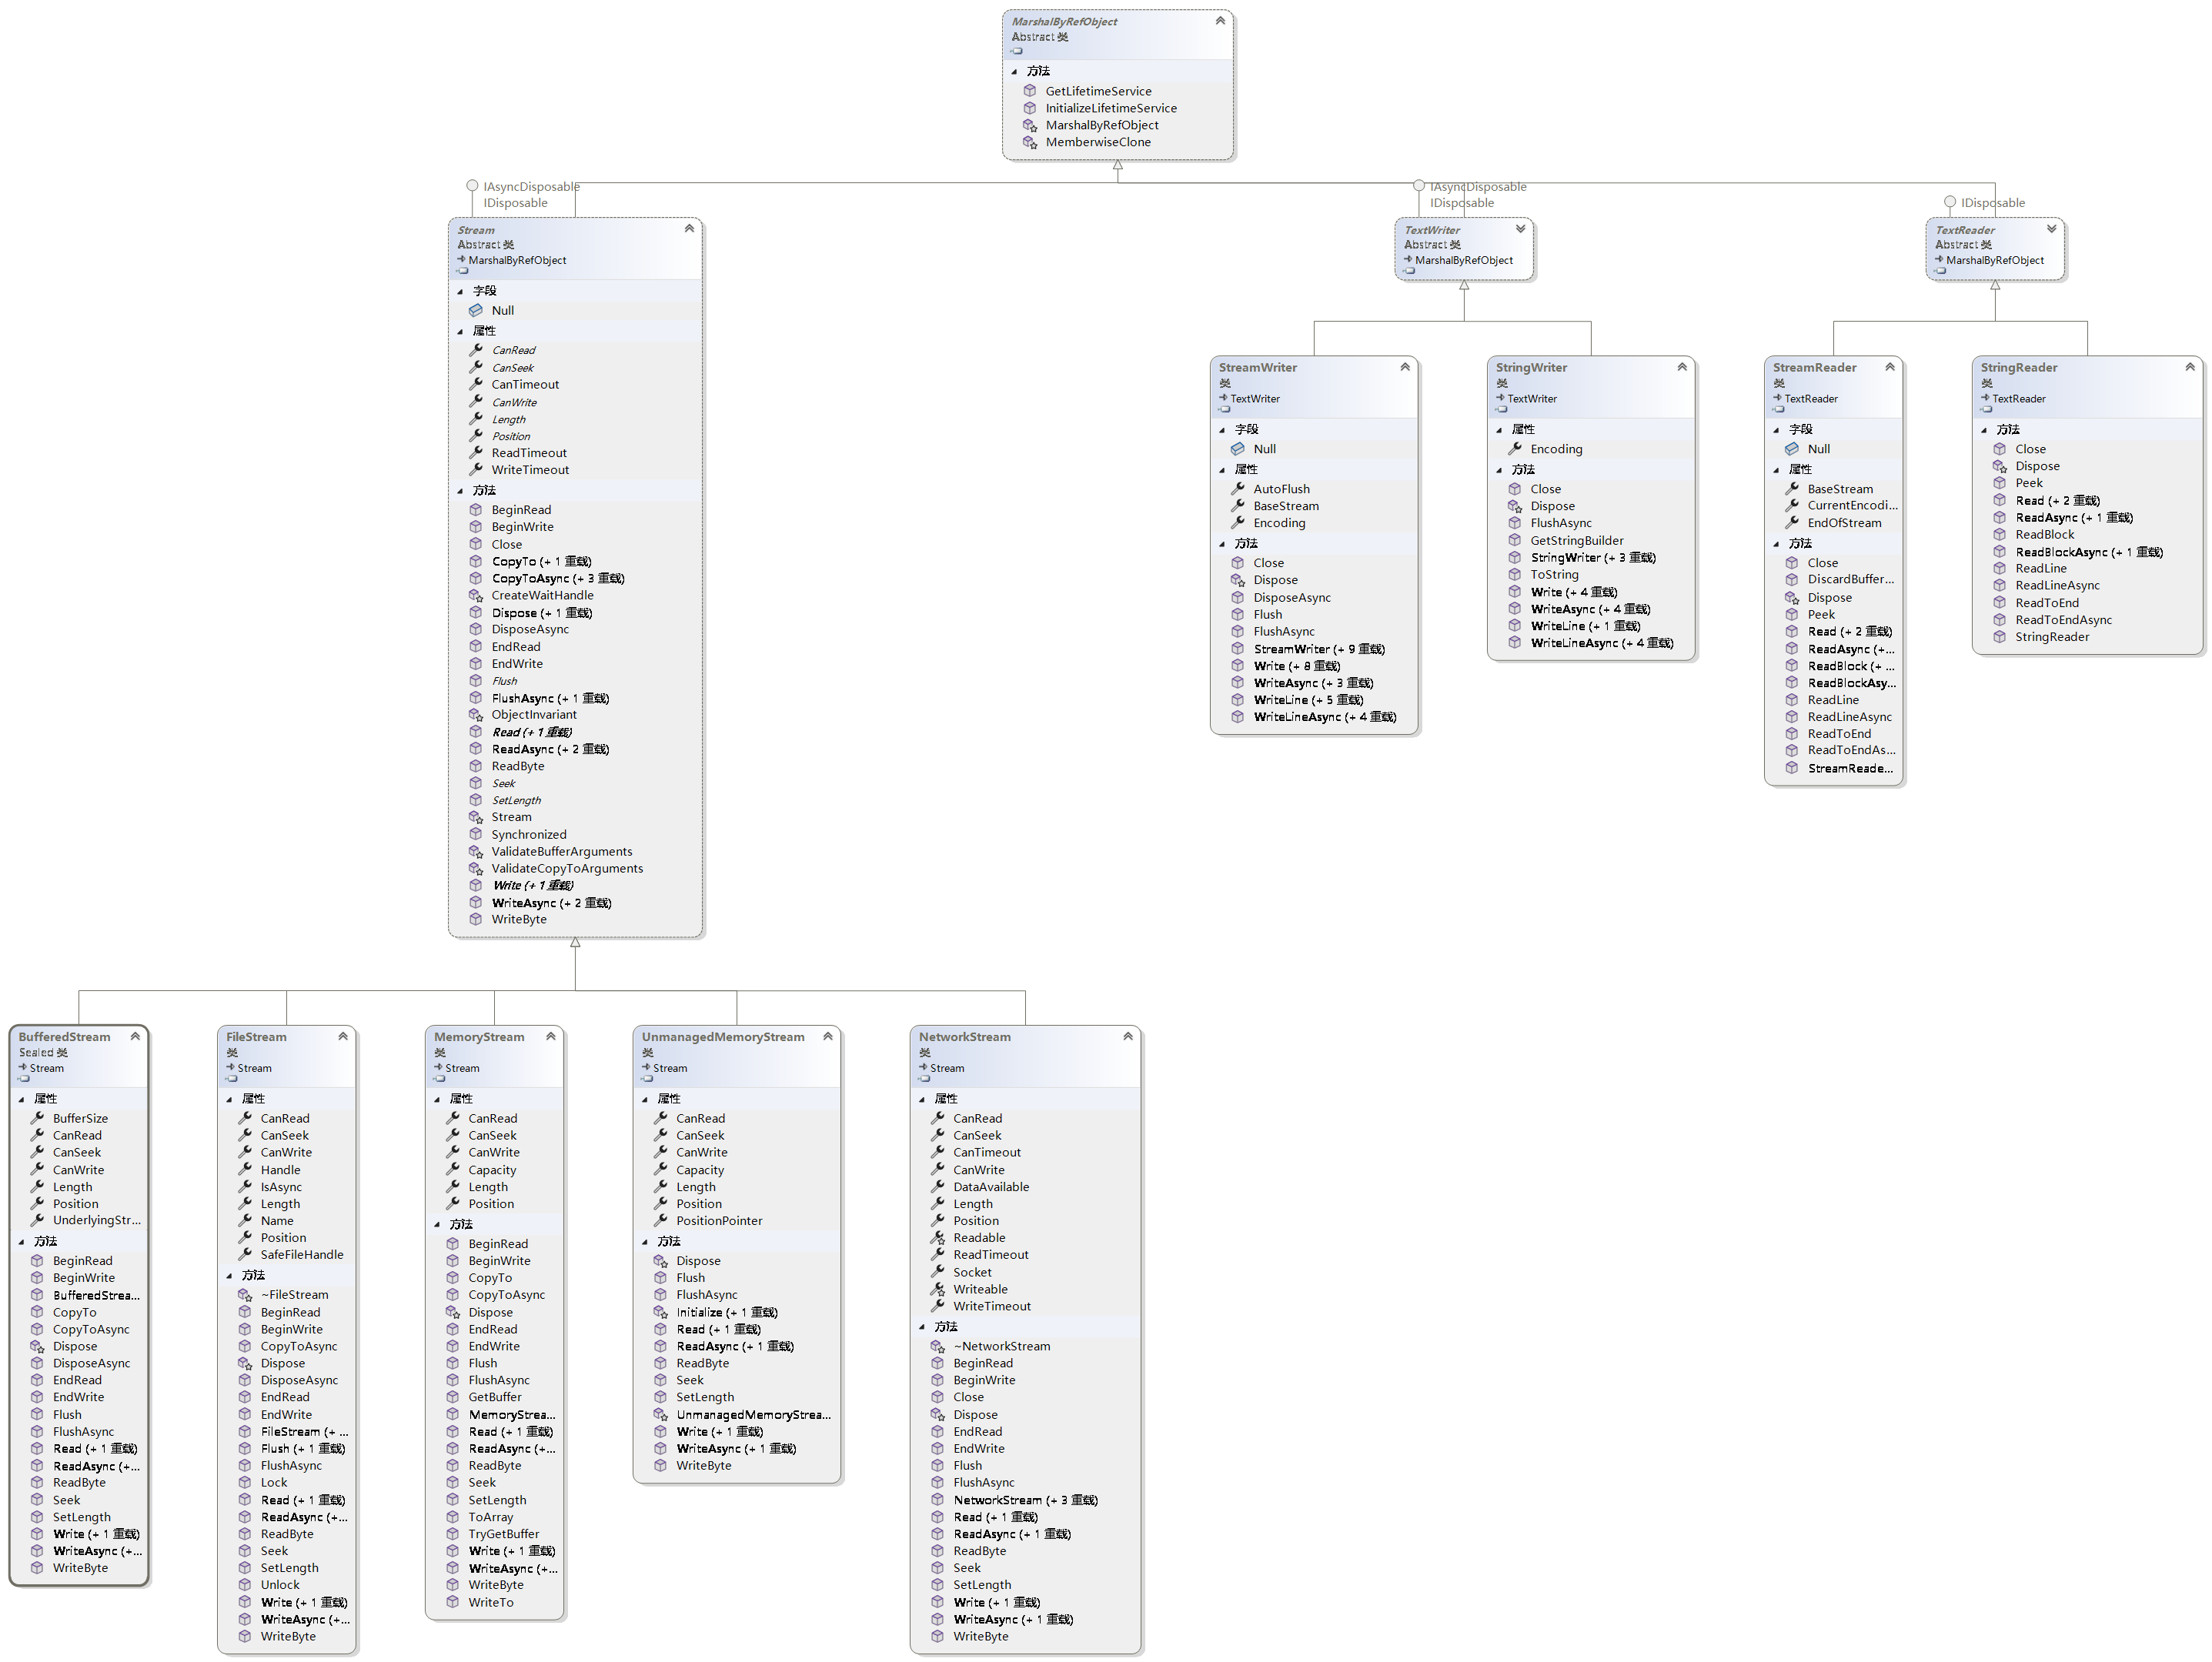 MarshalByRefObject
Abstract 类
方法
GetLifetimeService
InitializeLifetimeService
MarshalByRefObject
MemberwiseClone
IAsyncDisposable
IDisposable
Stream
Abstract 类
MarshalByRefObject
字段
Null
属性
CanRead
CanSeek
CanTimeout
CanWrite
Length
Position
ReadTimeout
WriteTimeout
方法
BeginRead
BeginWrite
Close
CopyTo (+ 1 重载)
CopyToAsync (+ 3 重载)
CreateWaitHandle
Dispose (+ 1 重载)
DisposeAsync
EndRead
EndWrite
Flush
FlushAsync (+ 1 重载)
ObjectInvariant
Read (+ 1 重载)
ReadAsync (+ 2 重载)
ReadByte
Seek
SetLength
Stream
Synchronized
ValidateBufferArguments
ValidateCopyToArguments
Write (+ 1 重载)
WriteAsync (+ 2 重载)
WriteByte
IAsyncDisposable
IDisposable
TextWriter
Abstract 类
MarshalByRefObject
IDisposable
TextReader
Abstract 类
MarshalByRefObject
StreamWriter
类
TextWriter
字段
Null
属性
AutoFlush
BaseStream
Encoding
方法
Close
Dispose
DisposeAsync
Flush
FlushAsync
StreamWriter (+ 9 重载)
Write (+ 8 重载)
WriteAsync (+ 3 重载)
WriteLine (+ 5 重载)
WriteLineAsync (+ 4 重载)
StringWriter
类
TextWriter
属性
Encoding
方法
Close
Dispose
FlushAsync
GetStringBuilder
StringWriter (+ 3 重载)
ToString
Write (+ 4 重载)
WriteAsync (+ 4 重载)
WriteLine (+ 1 重载)
WriteLineAsync (+ 4 重载)
StreamReader
类
TextReader
字段
Null
属性
BaseStream
CurrentEncodi...
EndOfStream
方法
Close
DiscardBuffer...
Dispose
Peek
Read (+ 2 重载)
ReadAsync (+...
ReadBlock (+ ...
ReadBlockAsy...
ReadLine
ReadLineAsync
ReadToEnd
ReadToEndAs...
StreamReade...
StringReader
类
TextReader
方法
Close
Dispose
Peek
Read (+ 2 重载)
ReadAsync (+ 1 重载)
ReadBlock
ReadBlockAsync (+ 1 重载)
ReadLine
ReadLineAsync
ReadToEnd
ReadToEndAsync
StringReader
BufferedStream
Sealed 类
Stream
属性
BufferSize
CanRead
CanSeek
CanWrite
Length
Position
UnderlyingStr...
方法
BeginRead
BeginWrite
BufferedStrea...
CopyTo
CopyToAsync
Dispose
DisposeAsync
EndRead
EndWrite
Flush
FlushAsync
Read (+ 1 重载)
ReadAsync (+...
ReadByte
Seek
SetLength
Write (+ 1 重载)
WriteAsync (+...
WriteByte
FileStream
类
Stream
属性
CanRead
CanSeek
CanWrite
Handle
IsAsync
Length
Name
Position
SafeFileHandle
方法
~FileStream
BeginRead
BeginWrite
CopyToAsync
Dispose
DisposeAsync
EndRead
EndWrite
FileStream (+ ...
Flush (+ 1 重载)
FlushAsync
Lock
Read (+ 1 重载)
ReadAsync (+...
ReadByte
Seek
SetLength
Unlock
Write (+ 1 重载)
WriteAsync (+...
WriteByte
MemoryStream
类
Stream
属性
CanRead
CanSeek
CanWrite
Capacity
Length
Position
方法
BeginRead
BeginWrite
CopyTo
CopyToAsync
Dispose
EndRead
EndWrite
Flush
FlushAsync
GetBuffer
MemoryStrea...
Read (+ 1 重载)
ReadAsync (+...
ReadByte
Seek
SetLength
ToArray
TryGetBuffer
Write (+ 1 重载)
WriteAsync (+...
WriteByte
WriteTo
UnmanagedMemoryStream
类
Stream
属性
CanRead
CanSeek
CanWrite
Capacity
Length
Position
PositionPointer
方法
Dispose
Flush
FlushAsync
Initialize (+ 1 重载)
Read (+ 1 重载)
ReadAsync (+ 1 重载)
ReadByte
Seek
SetLength
UnmanagedMemoryStrea...
Write (+ 1 重载)
WriteAsync (+ 1 重载)
WriteByte
NetworkStream
类
Stream
属性
CanRead
CanSeek
CanTimeout
CanWrite
DataAvailable
Length
Position
Readable
ReadTimeout
Socket
Writeable
WriteTimeout
方法
~NetworkStream
BeginRead
BeginWrite
Close
Dispose
EndRead
EndWrite
Flush
FlushAsync
NetworkStream (+ 3 重载)
Read (+ 1 重载)
ReadAsync (+ 1 重载)
ReadByte
Seek
SetLength
Write (+ 1 重载)
WriteAsync (+ 1 重载)
WriteByte